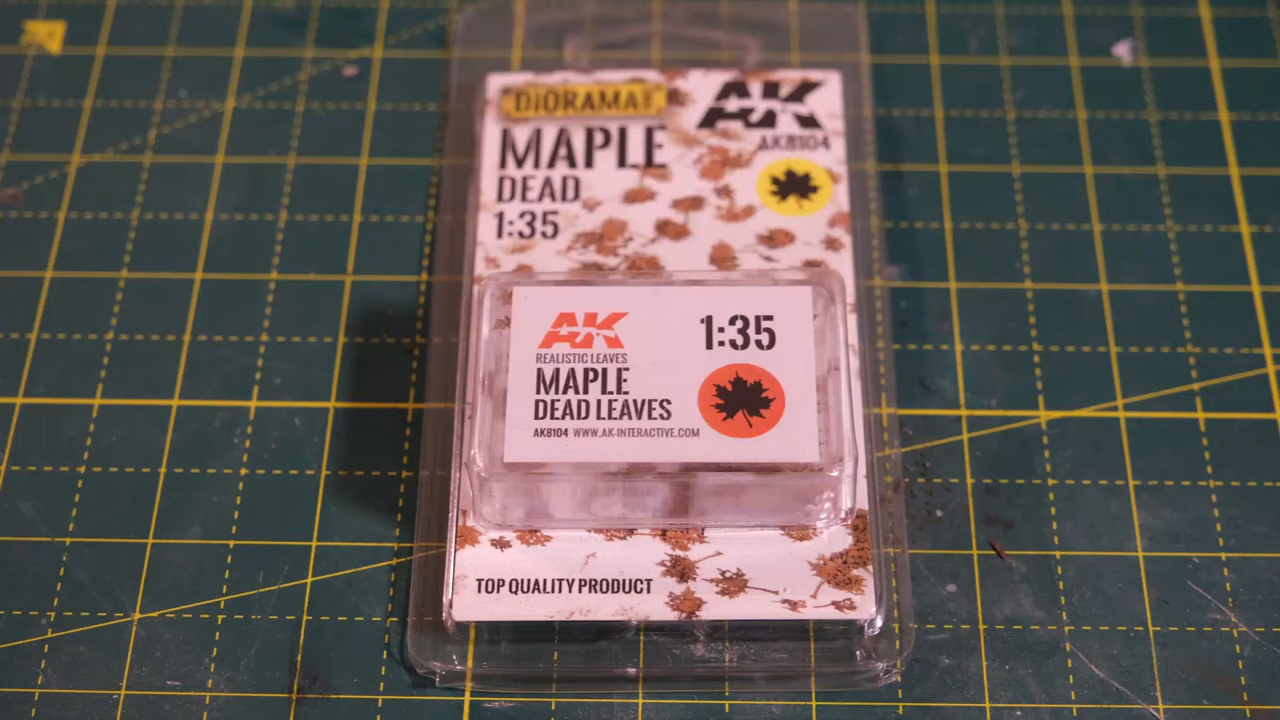 DIORAMA
AK
MAPLE
AK8104
DEAD
1:35
AK
1:35
REALISTIC LEAVES
MAPLE
DEAD LEAVES
AK8104 WWW.AK-INTERACTIVE.COM
TOP QUALITY PRODUCT